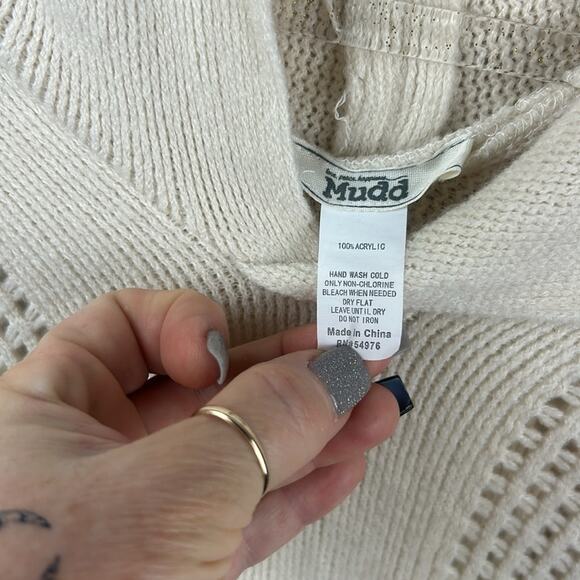 love. peace. happiness.
Mudd
100% ACRYLIC
HAND WASH COLD
ONLY NON-CHLORINE
BLEACH WHEN NEEDED
DRY FLAT
LEAVE UNTIL DRY
DO NOT IRON
Made in China
RN#54976